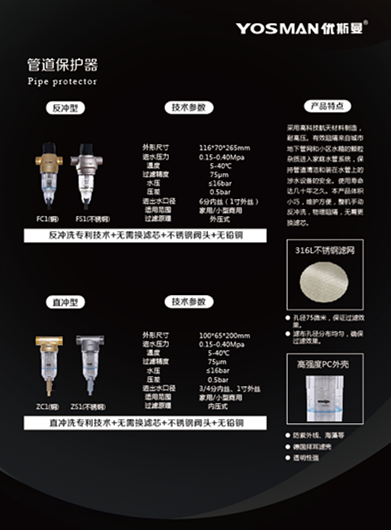 YOSMAN优斯曼®
管道保护器
Pipe protector
反冲型
技术参数
外形尺寸 116*70*265mm
进水压力 0.15-0.40Mpa
温度 5-40℃
过滤精度 75μm
水压 ≤16bar
压差 0.5bar
进出水口径 6分内丝(1寸外丝)
适用范围 家用/小型商用
过滤原理 外压式
FC1(铜) FS1(不锈钢)
反冲洗专利技术+无需换滤芯+不锈钢阀头+无铅铜
直冲型
技术参数
外形尺寸 100*65*200mm
进水压力 0.15-0.40Mpa
温度 5-40℃
过滤精度 75μm
水压 ≤16bar
压差 0.5bar
进出水口径 3/4分内丝、1寸外丝
适用范围 家用/小型商用
过滤原理 内压式
ZC1(铜) ZS1(不锈钢)
直冲洗专利技术+无需换滤芯+不锈钢阀头+无铅铜
产品特点
采用高科技航天材料制造，
耐高压。有效阻隔来自城市
地下管网和小区水箱的颗粒
杂质进入家庭水管系统，保
持管道清洁和装在水管上的
涉水设备的安全。使用寿命
达几十年之久。本产品体积
小巧，维护方便，整机手动
反冲洗，物理阻隔，无需更
换滤芯。
316L不锈钢滤网
孔径75微米，保证过滤效
果。
滤布孔径分布均匀，确保
过滤效果。
高强度PC外壳
防紫外线、海藻等
德国拜耳滤壳
透明性强